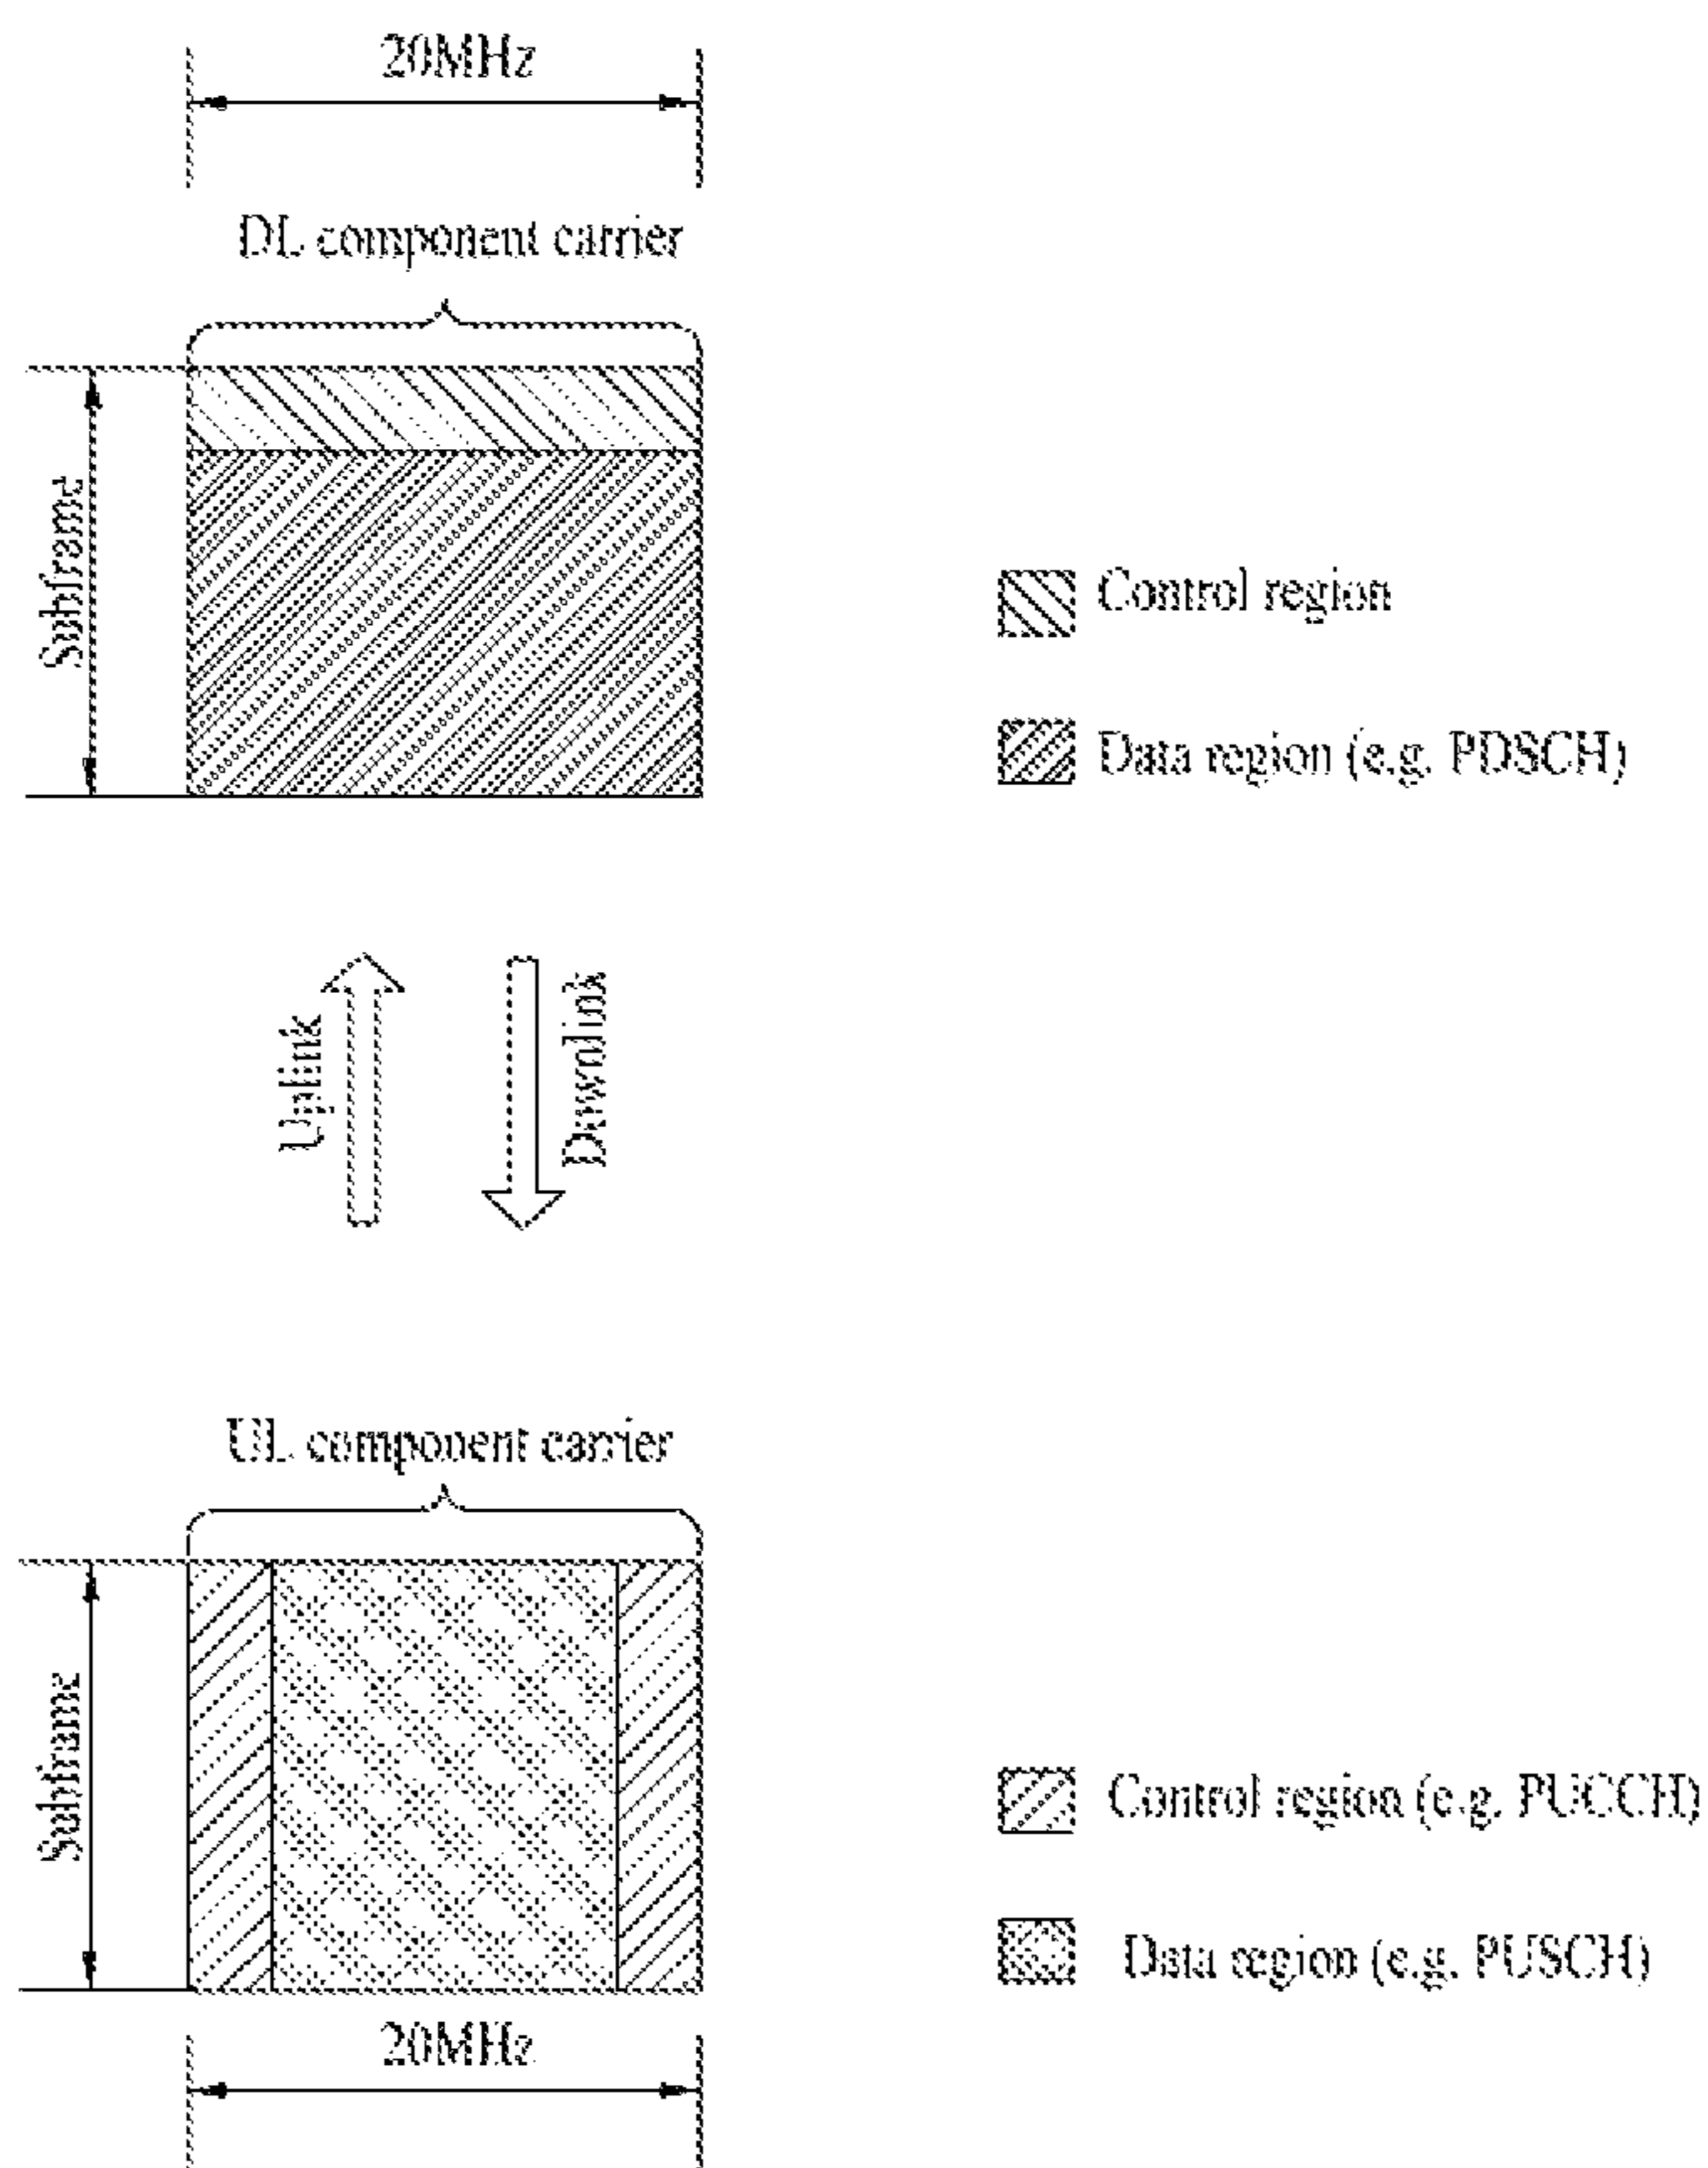 20MHz
DL component carrier
Subframe
Control region
Data region (e.g. PDSCH)
Uplink
Downlink
UL component carrier
Subframe
Control region (e.g. PUCCH)
Data region (e.g. PUSCH)
20MHz